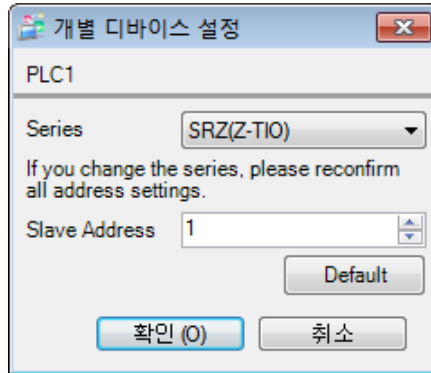 개별 디바이스 설정
PLC1
Series SRZ(Z-TIO)
If you change the series, please reconfirm
all address settings.
Slave Address 1
Default
확인 (O) 취소